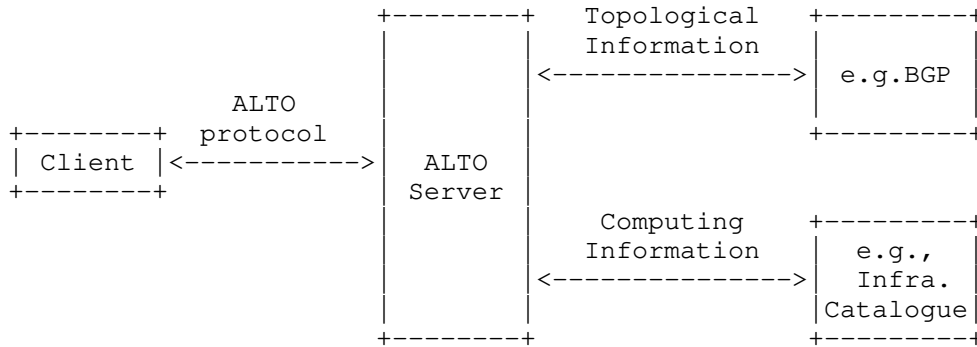 Topological
Information
e.g.BGP
ALTO
protocol
Client
ALTO
Server
Computing
Information
e.g.,
Infra.
Catalogue